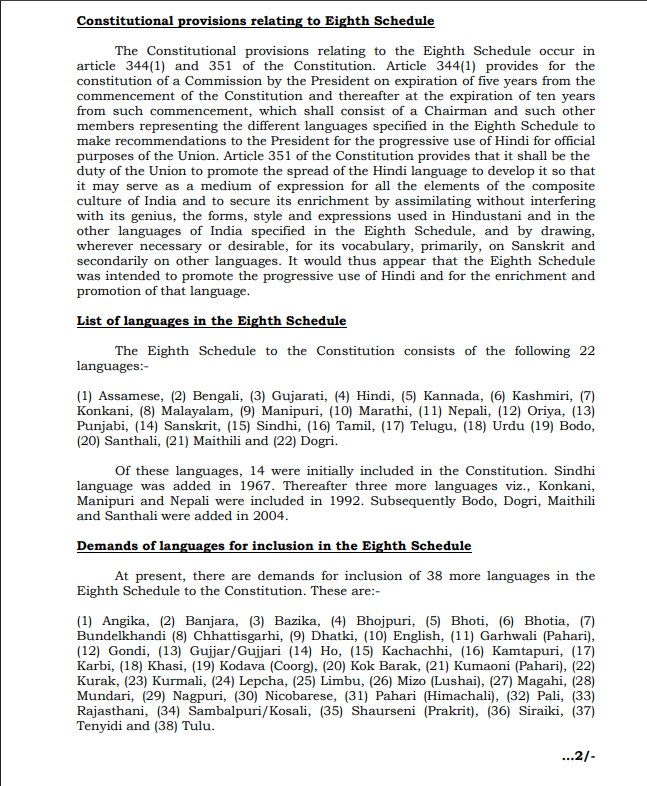 Constitutional provisions relating to Eighth Schedule
The Constitutional provisions relating to the Eighth Schedule occur in
article 344(1) and 351 of the Constitution. Article 344(1) provides for the
constitution of a Commission by the President on expiration of five years from the
commencement of the Constitution and thereafter at the expiration of ten years
from such commencement, which shall consist of a Chairman and such other
members representing the different languages specified in the Eighth Schedule to
make recommendations to the President for the progressive use of Hindi for official
purposes of the Union. Article 351 of the Constitution provides that it shall be the
duty of the Union to promote the spread of the Hindi language to develop it so that
it may serve as a medium of expression for all the elements of the composite
culture of India and to secure its enrichment by assimilating without interfering
with its genius, the forms, style and expressions used in Hindustani and in the
other languages of India specified in the Eighth Schedule, and by drawing,
wherever necessary or desirable, for its vocabulary, primarily, on Sanskrit and
secondarily on other languages. It would thus appear that the Eighth Schedule
was intended to promote the progressive use of Hindi and for the enrichment and
promotion of that language.
List of languages in the Eighth Schedule
The Eighth Schedule to the Constitution consists of the following 22
languages:-
(1) Assamese, (2) Bengali, (3) Gujarati, (4) Hindi, (5) Kannada, (6) Kashmiri, (7)
Konkani, (8) Malayalam, (9) Manipuri, (10) Marathi, (11) Nepali, (12) Oriya, (13)
Punjabi, (14) Sanskrit, (15) Sindhi, (16) Tamil, (17) Telugu, (18) Urdu (19) Bodo,
(20) Santhali, (21) Maithili and (22) Dogri.
Of these languages, 14 were initially included in the Constitution. Sindhi
language was added in 1967. Thereafter three more languages viz., Konkani,
Manipuri and Nepali were included in 1992. Subsequently Bodo, Dogri, Maithili
and Santhali were added in 2004.
Demands of languages for inclusion in the Eighth Schedule
At present, there are demands for inclusion of 38 more languages in the
Eighth Schedule to the Constitution. These are:-
(1) Angika, (2) Banjara, (3) Bazika, (4) Bhojpuri, (5) Bhoti, (6) Bhotia, (7)
Bundelkhandi (8) Chhattisgarhi, (9) Dhatki, (10) English, (11) Garhwali (Pahari),
(12) Gondi, (13) Gujjar/Gujjari (14) Ho, (15) Kachachhi, (16) Kamtapuri, (17)
Karbi, (18) Khasi, (19) Kodava (Coorg), (20) Kok Barak, (21) Kumaoni (Pahari), (22)
Kurak, (23) Kurmali, (24) Lepcha, (25) Limbu, (26) Mizo (Lushai), (27) Magahi, (28)
Mundari, (29) Nagpuri, (30) Nicobarese, (31) Pahari (Himachali), (32) Pali, (33)
Rajasthani, (34) Sambalpuri/Kosali, (35) Shaurseni (Prakrit), (36) Siraiki, (37)
Tenyidi and (38) Tulu.
...2/-